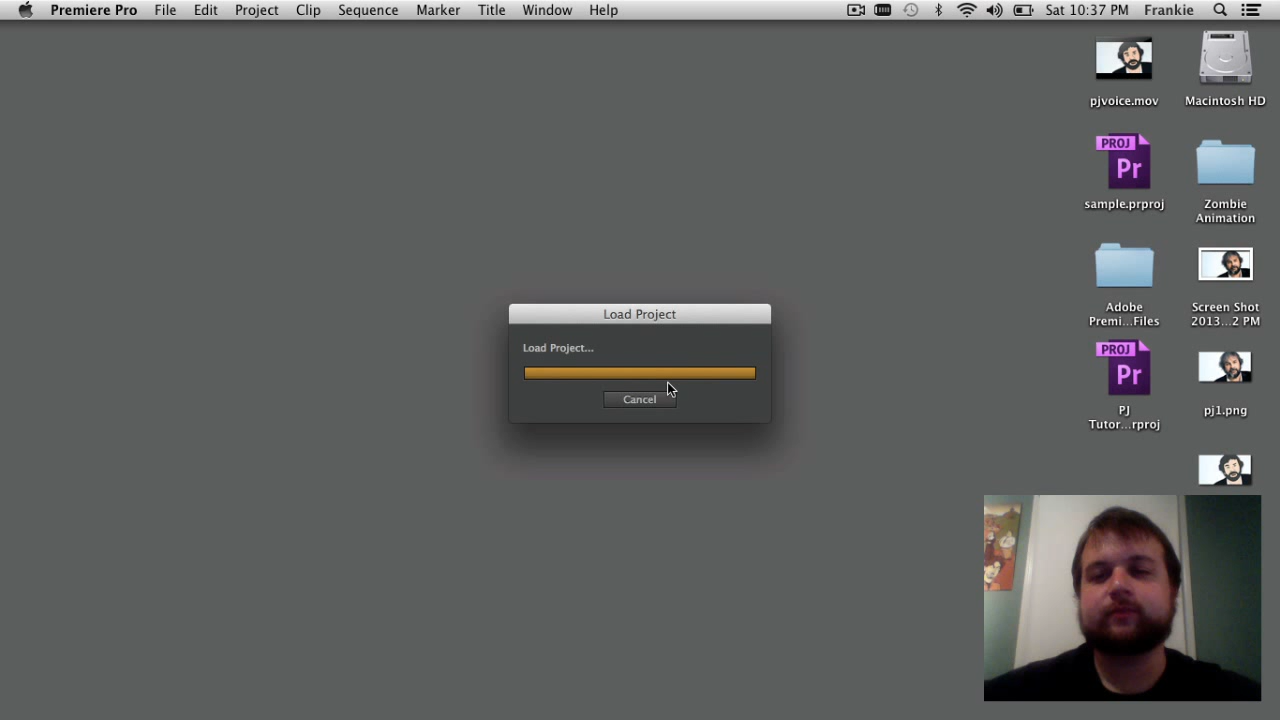 Premiere Pro File Edit Project Clip Sequence Marker Title Window Help Sat 10:37 PM Frankie
pjvoice.mov
Macintosh HD
PROJ
Pr
sample.prproj
Zombie
Animation
Adobe
Premi...Files
Screen Shot
2013...2 PM
PROJ
Pr
PJ
Tutor...rproj
pj1.png
Load Project
Load Project...
Cancel